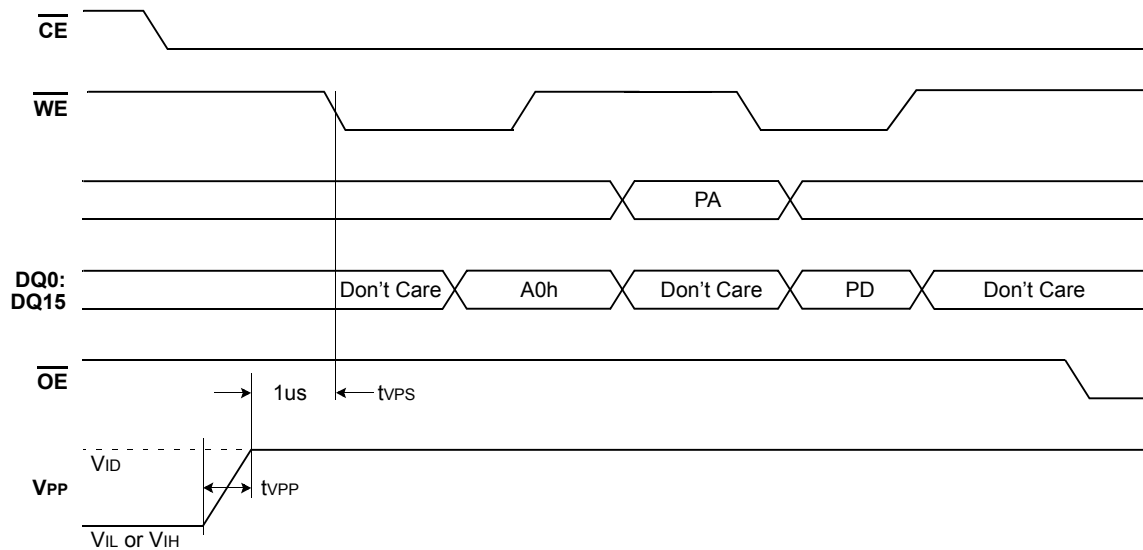 CE
WE
PA
DQ0:
DQ15
Don't Care A0h Don't Care PD Don't Care
OE
1us tVPS
VID
VPP
tVPP
VIL or VIH